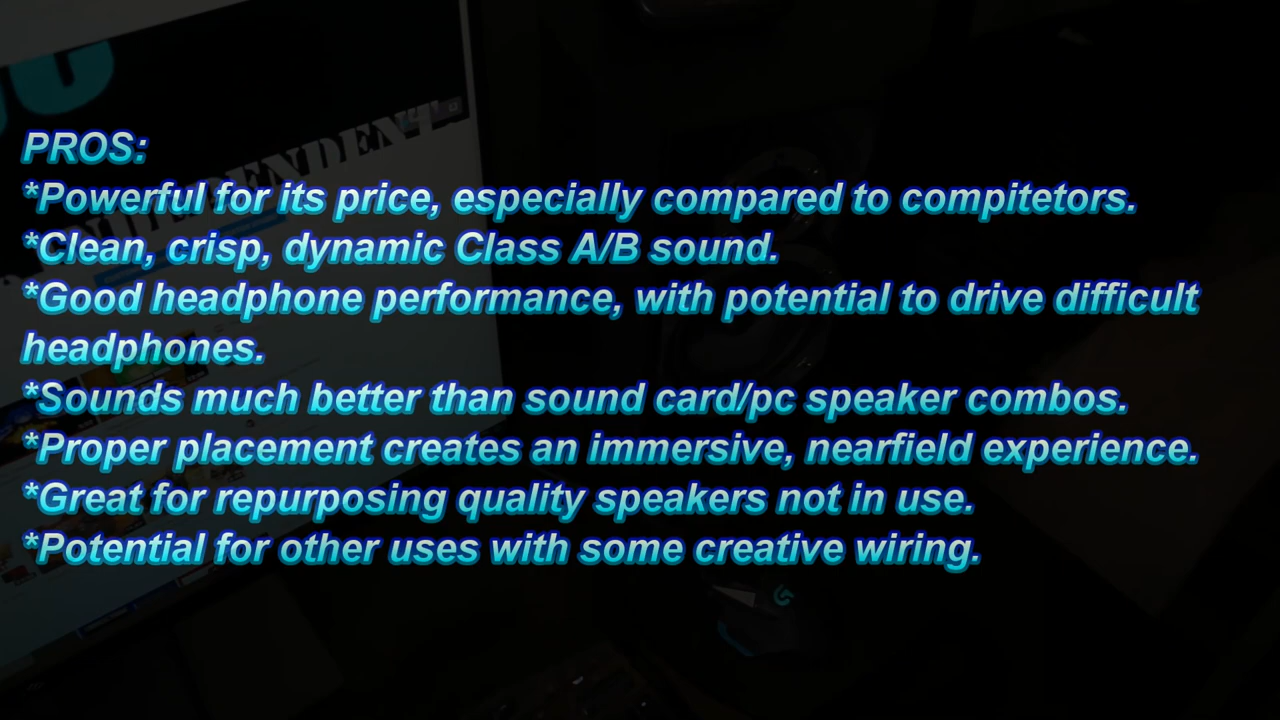 PROS:
*Powerful for its price, especially compared to compitetors.
*Clean, crisp, dynamic Class A/B sound.
*Good headphone performance, with potential to drive difficult
headphones.
*Sounds much better than sound card/pc speaker combos.
*Proper placement creates an immersive, nearfield experience.
*Great for repurposing quality speakers not in use.
*Potential for other uses with some creative wiring.